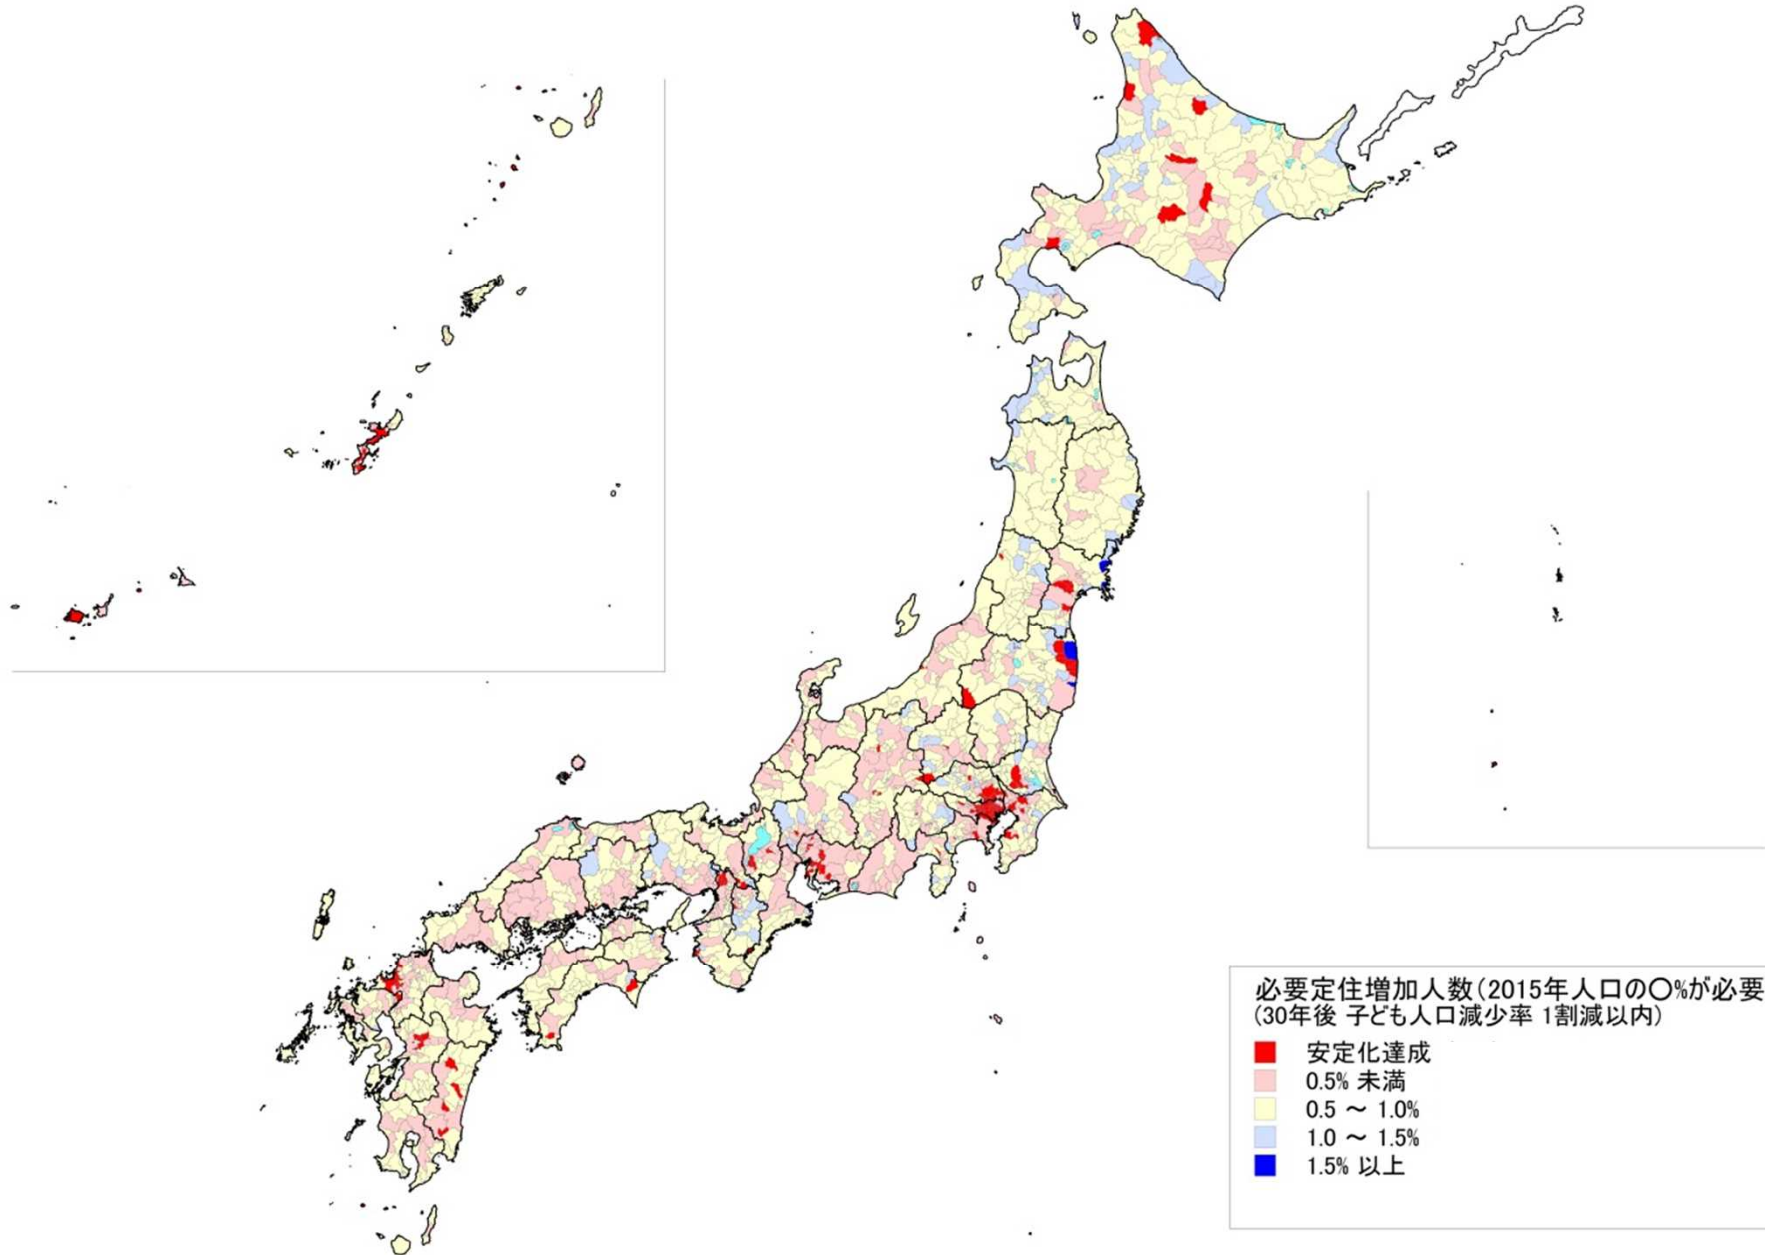 必要定住増加人数(2015年人口の〇%が必要
(30年後 子ども人口減少率 1割減以内)
安定化達成
0.5% 未満
0.5 ～ 1.0%
1.0 ～ 1.5%
1.5% 以上